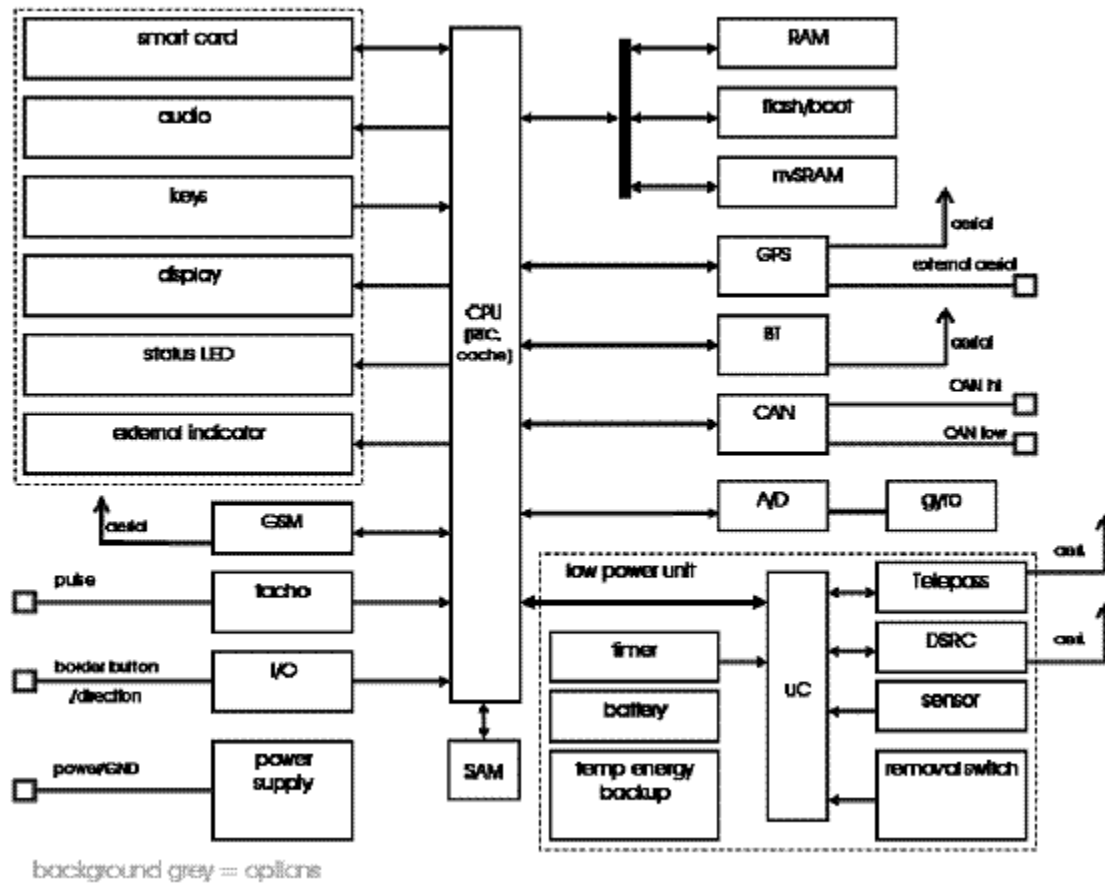 smart card
audio
keys
display
status LED
external indicator
GSM
aerial
pulse
tacho
border button
/direction
I/O
power/GND
power
supply
CPU
(RTC,
cache)
SAM
RAM
flash/boot
nvSRAM
GPS
aerial
external aerial
BT
aerial
CAN
CAN hi
CAN low
A/D
gyro
low power unit
timer
battery
temp energy
backup
uC
Telepass
DSRC
sensor
removal switch
background grey = options